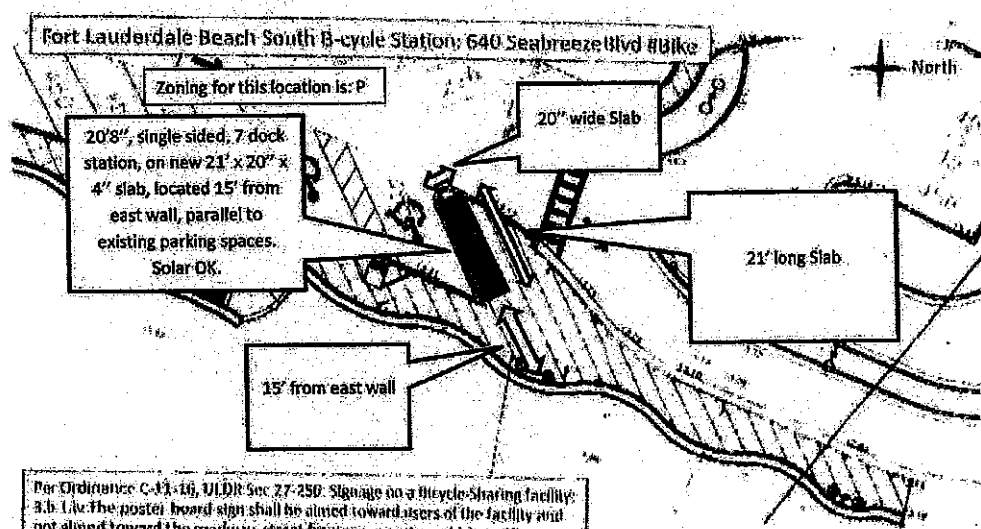 Fort Lauderdale Beach South B-cycle Station; 640 Seabreeze Blvd #Bike
Zoning for this location is: P
North
20'' wide Slab
20'8'', single sided, 7 dock
station, on new 21' x 20'' x
4'' slab, located 15' from
east wall, parallel to
existing parking spaces.
Solar OK.
21' long Slab
15' from east wall
Per Ordinance C-11-16, ULDR Sec 27-250. Signage on a Bicycle-Sharing facility;
The poster board sign shall be aimed toward users of the facility and
not aimed toward the